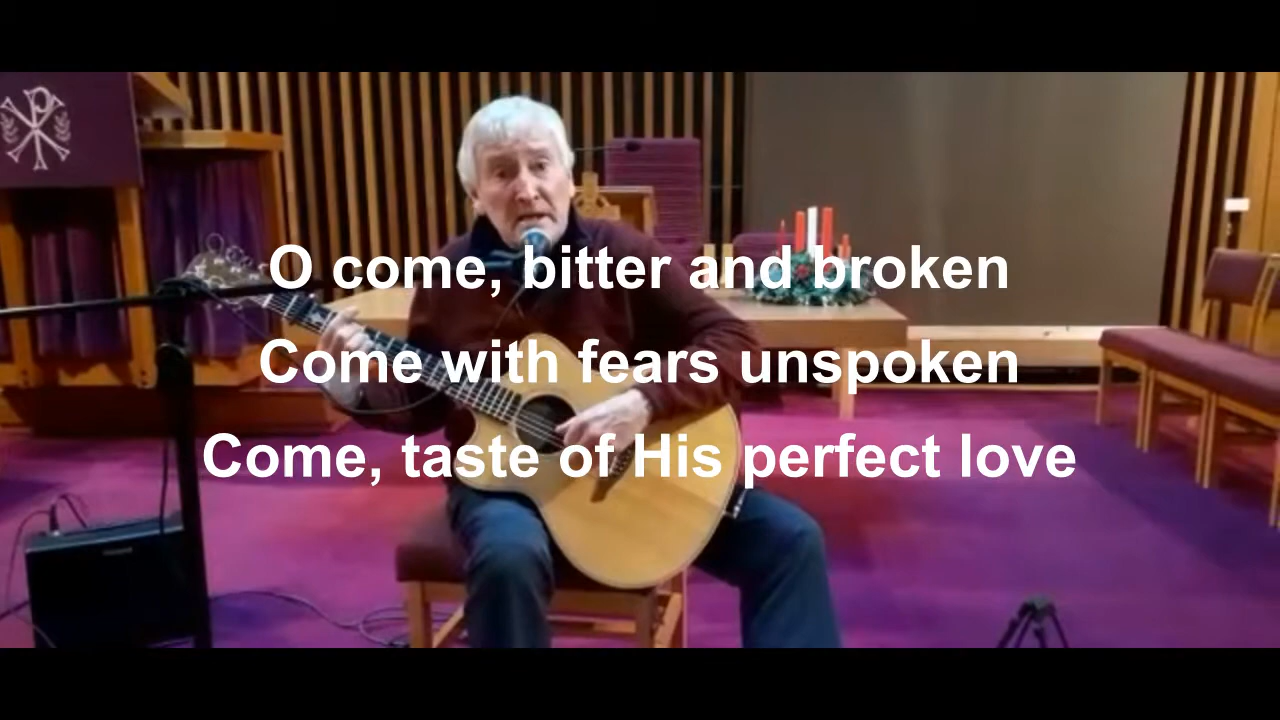 O come, bitter and broken
Come with fears unspoken
Come, taste of His perfect love